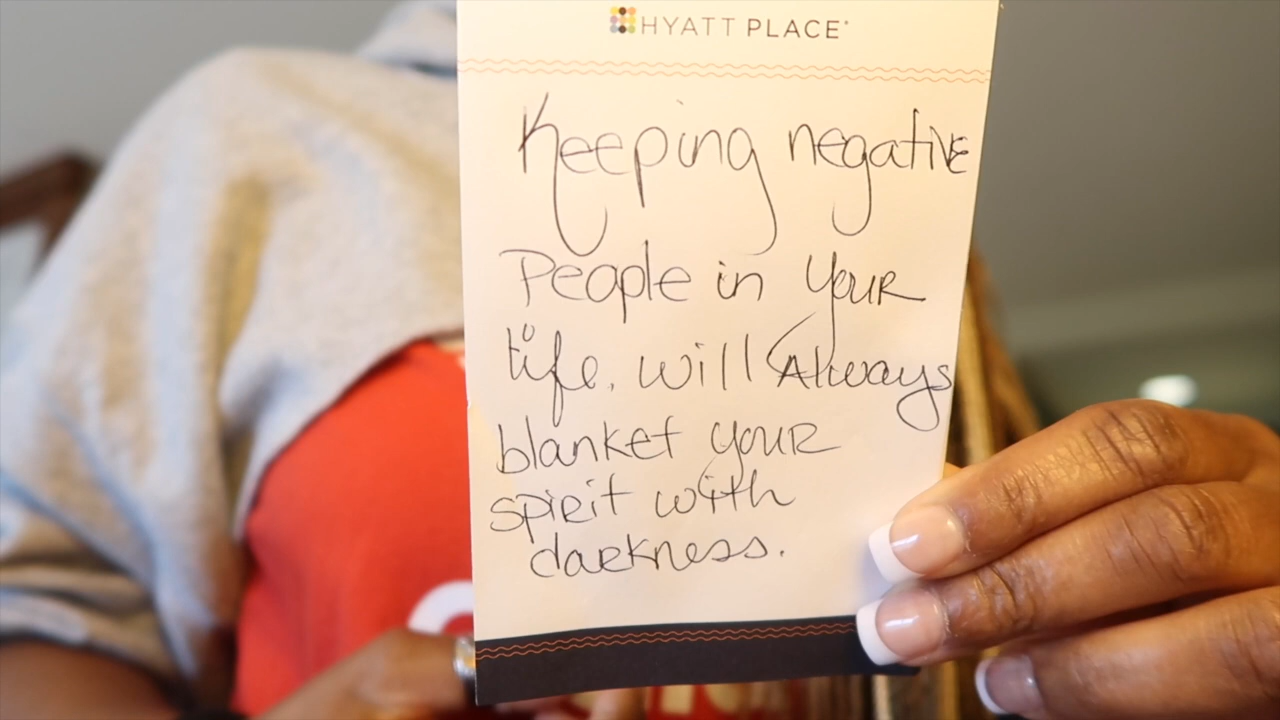 HYATT PLACE
Keeping negative
People in your
life. will Always
blanket your
spirit with
darkness.